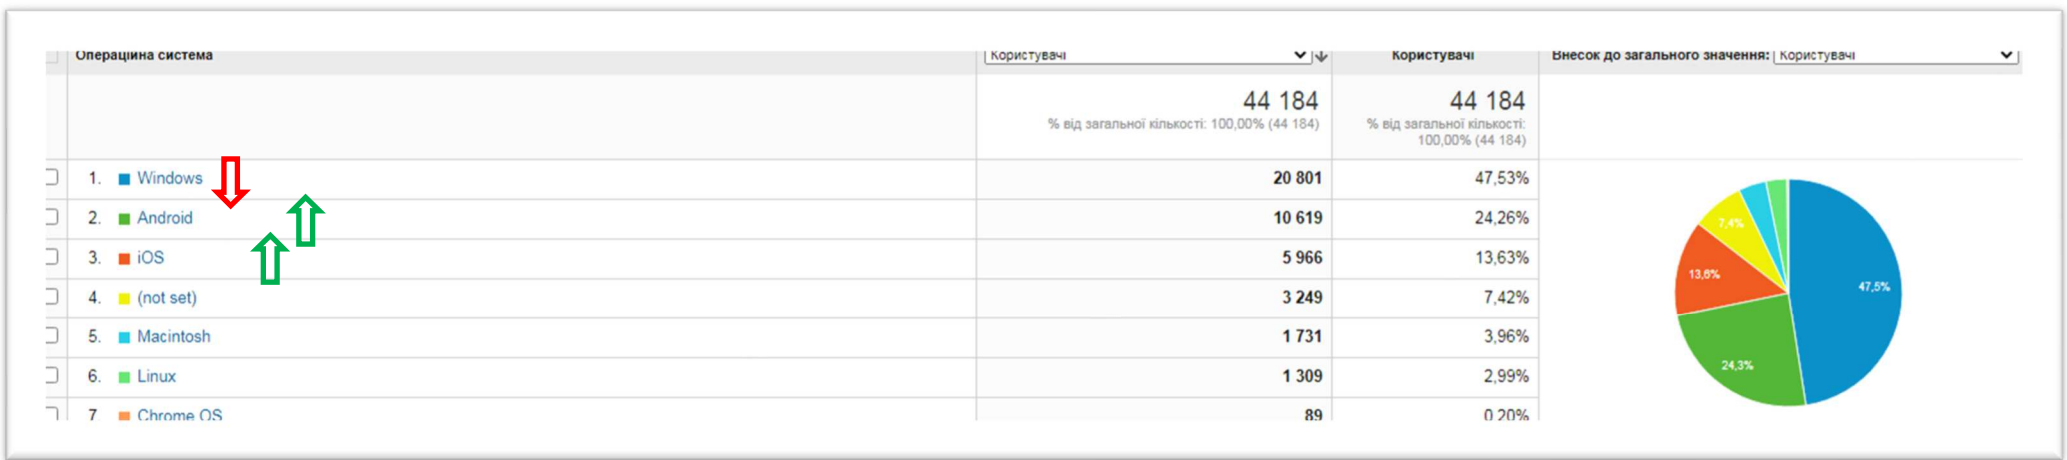 Операційна система Користувачі Користувачі Внесок до загального значення: Користувачі
44 184 44 184
% від загальної кількості: 100,00% (44 184) % від загальної кількості:
100,00% (44 184)
1. Windows 20 801 47,53%
2. Android 10 619 24,26%
3. iOS 5 966 13,63%
4. (not set) 3 249 7,42%
5. Macintosh 1 731 3,96%
6. Linux 1 309 2,99%
7. Chrome OS 89 0,20%
7,4%
13,6%
47,5%
24,3%